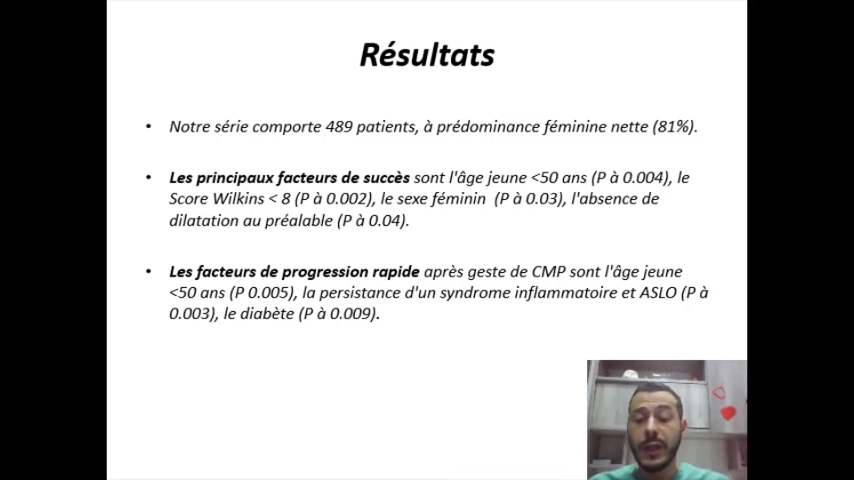 Résultats
• Notre série comporte 489 patients, à prédominance féminine nette (81%).
• Les principaux facteurs de succès sont l'âge jeune <50 ans (P à 0.004), le
Score Wilkins < 8 (P à 0.002), le sexe féminin (P à 0.03), l'absence de
dilatation au préalable (P à 0.04).
• Les facteurs de progression rapide après geste de CMP sont l'âge jeune
<50 ans (P 0.005), la persistance d'un syndrome inflammatoire et ASLO (P à
0.003), le diabète (P à 0.009).